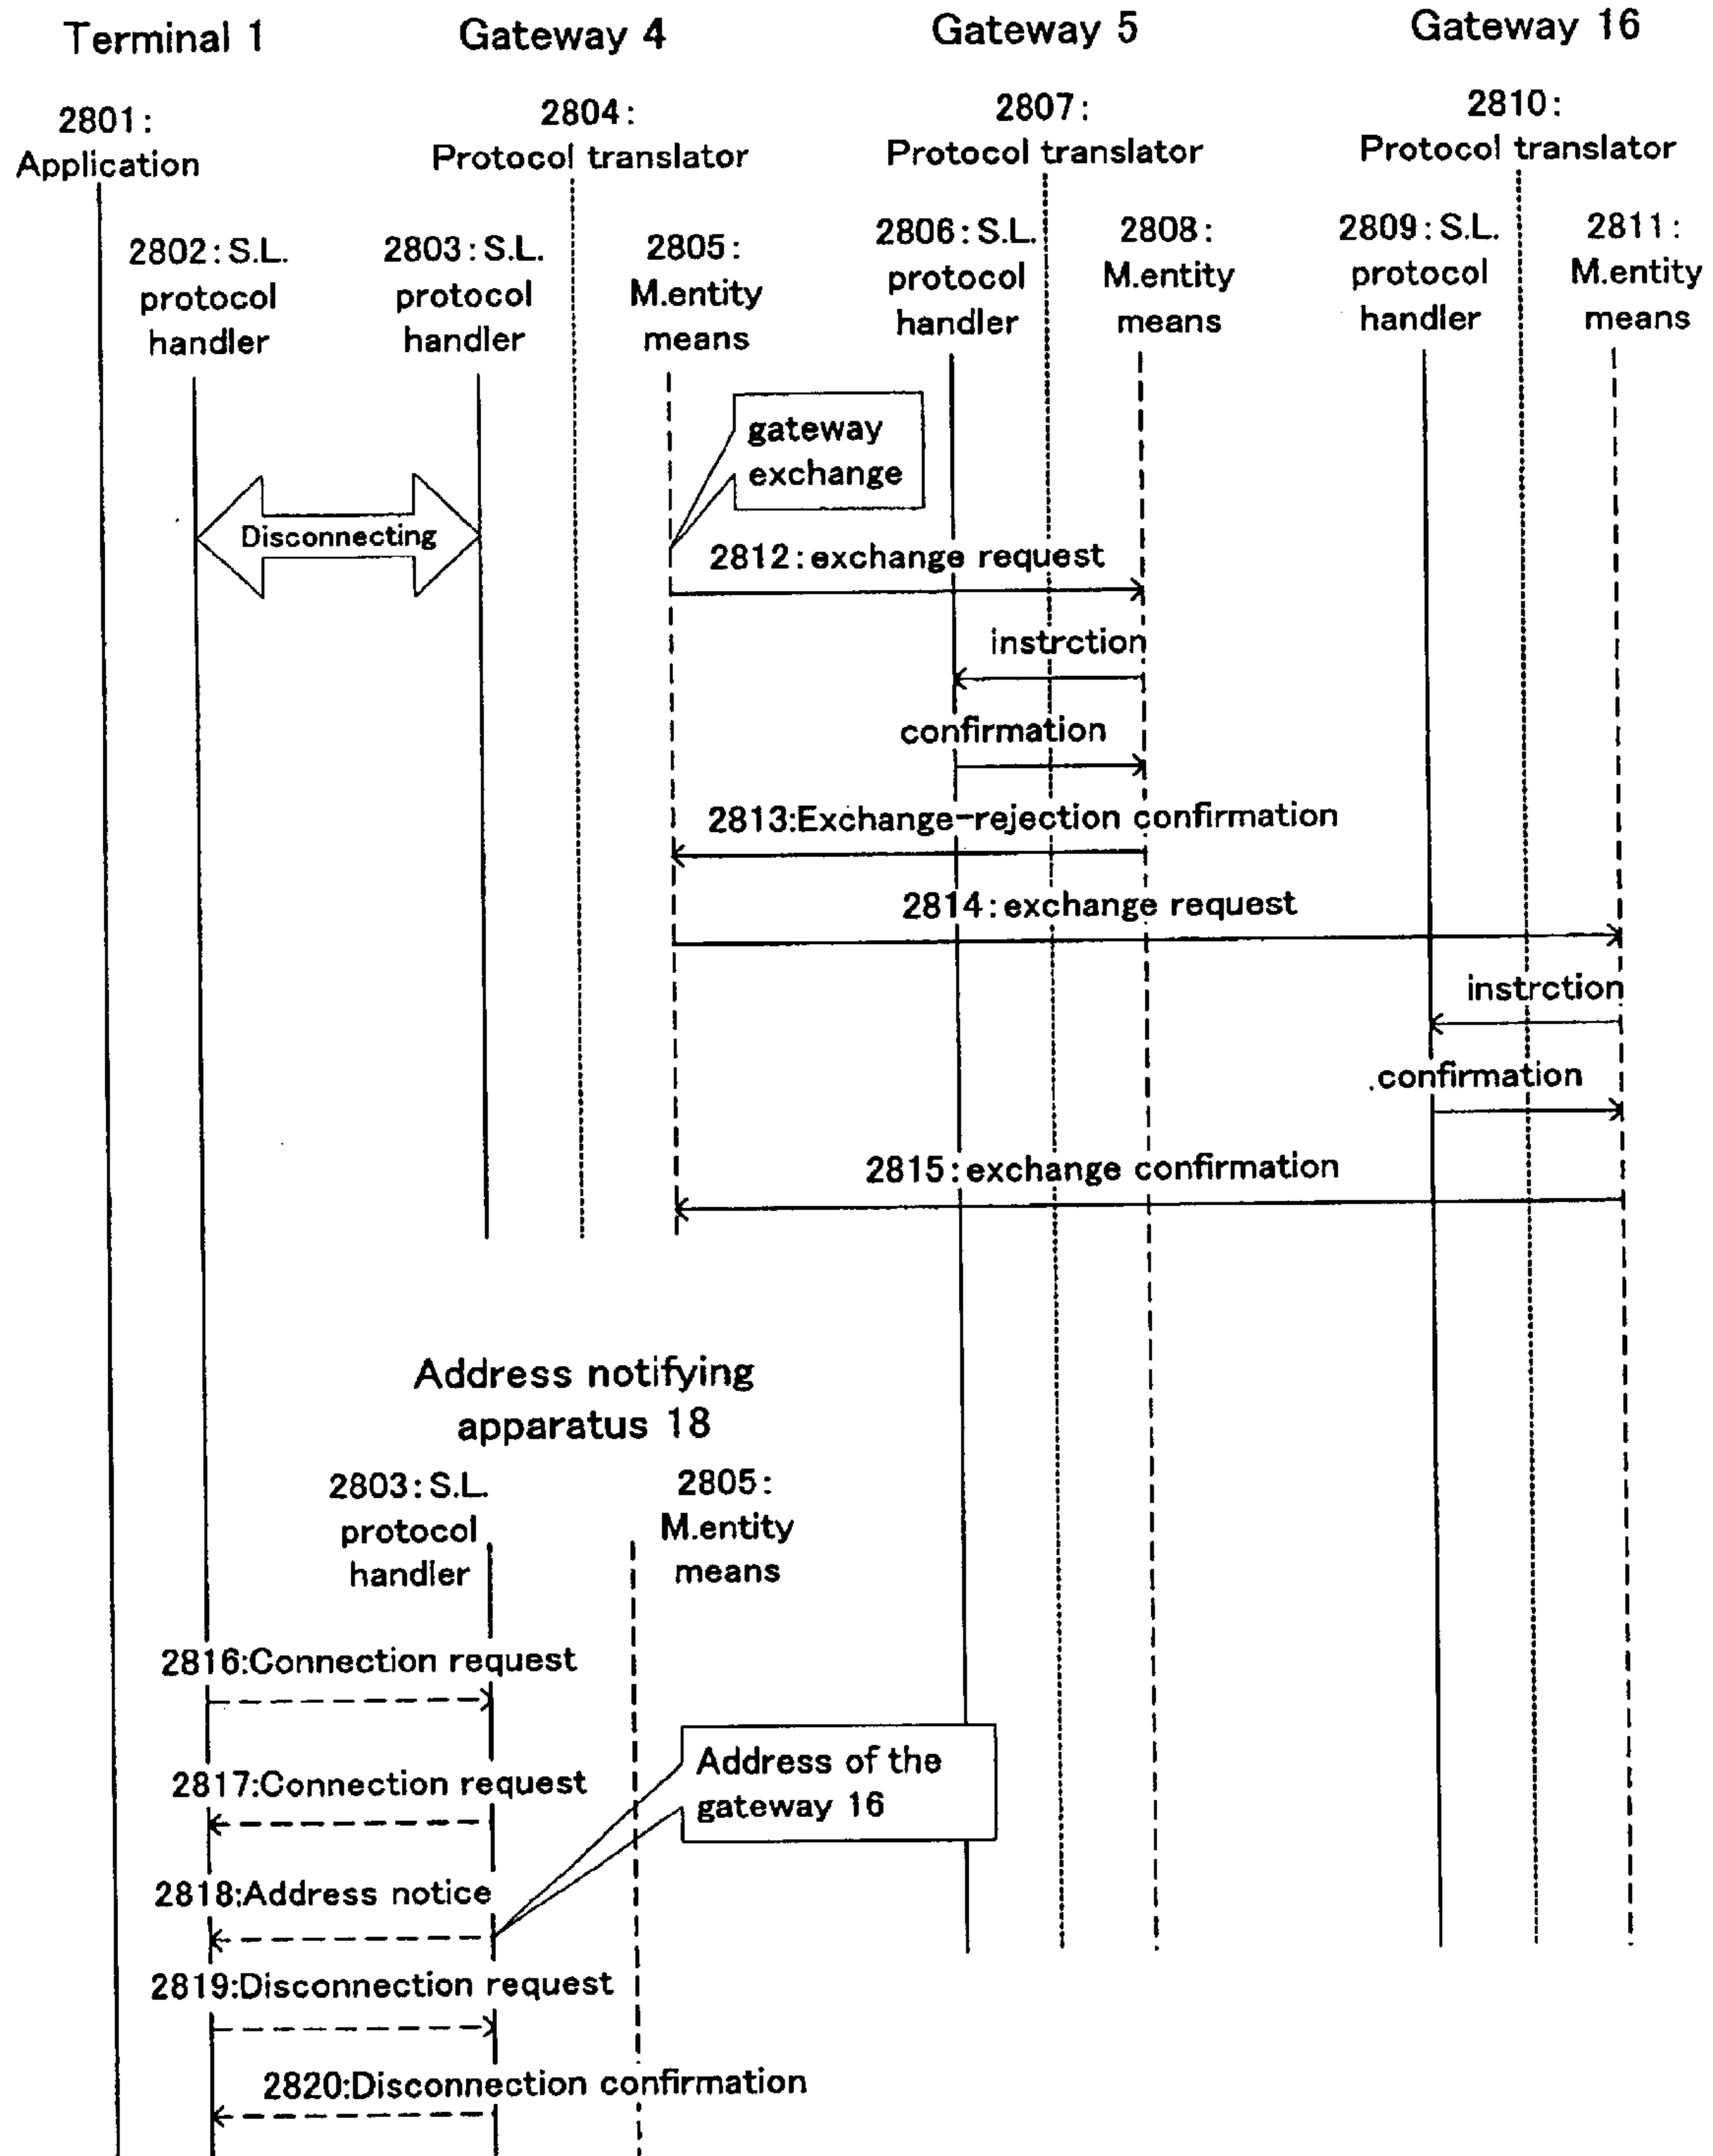 Terminal 1
Gateway 4
Gateway 5
Gateway 16
2801:
Application
2804:
Protocol translator
2807:
Protocol translator
2810:
Protocol translator
2802:S.L.
protocol
handler
2803:S.L.
protocol
handler
2805:
M.entity
means
2806:S.L.
protocol
handler
2808:
M.entity
means
2809:S.L.
protocol
handler
2811:
M.entity
means
gateway
exchange
Disconnecting
2812:exchange request
instrction
confirmation
2813:Exchange-rejection confirmation
2814:exchange request
instrction
confirmation
2815:exchange confirmation
Address notifying
apparatus 18
2803:S.L.
protocol
handler
2805:
M.entity
means
2816:Connection request
Address of the
gateway 16
2817:Connection request
2818:Address notice
2819:Disconnection request
2820:Disconnection confirmation